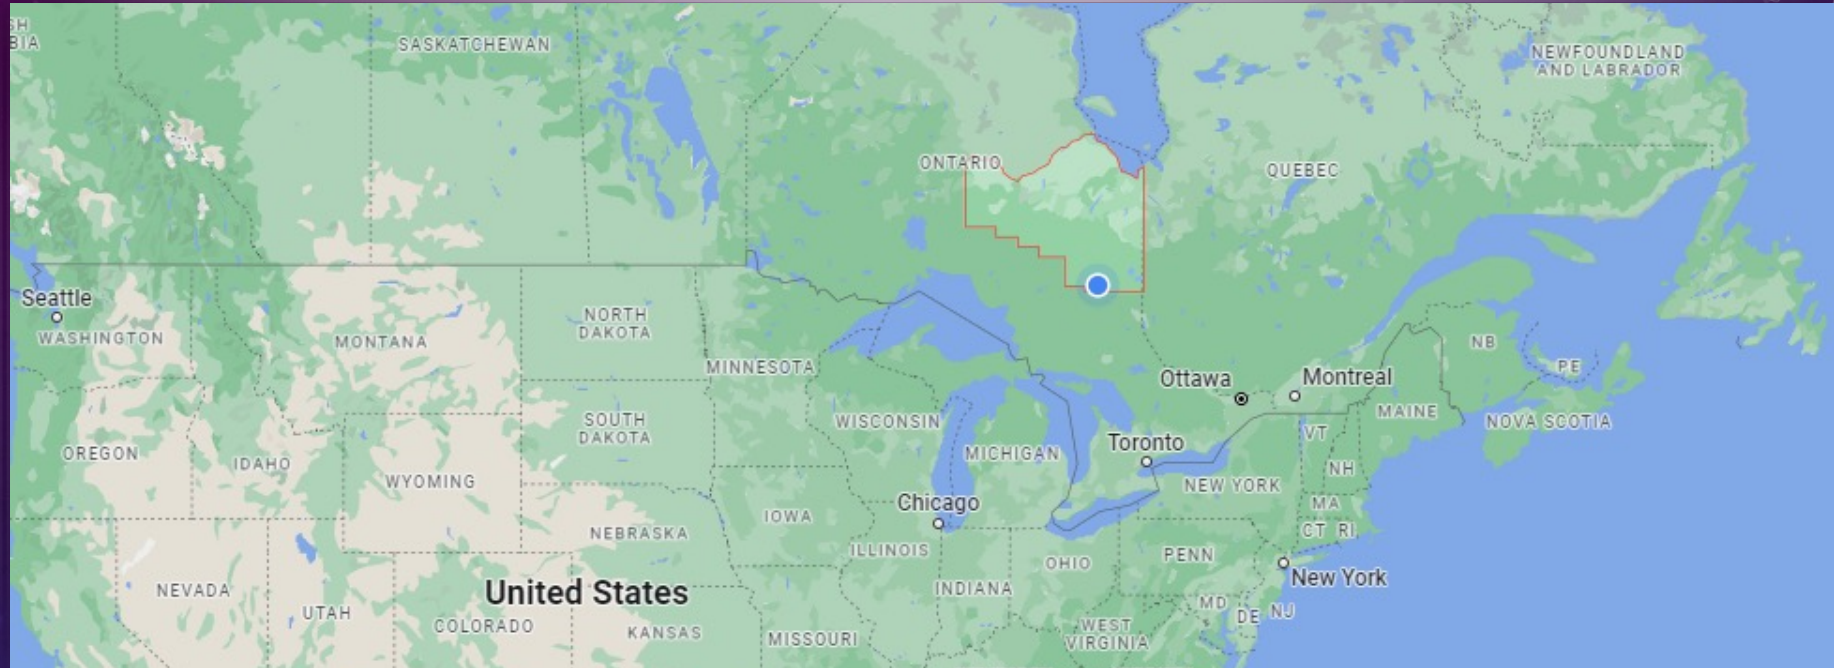 SH
BIA
SASKATCHEWAN
NEWFOUNDLAND
AND LABRADOR
ONTARIO
QUEBEC
Seattle
WASHINGTON
MONTANA
NORTH
DAKOTA
MINNESOTA
NB
PE
Ottawa
Montreal
MAINE
NOVA SCOTIA
OREGON
IDAHO
SOUTH
DAKOTA
WISCONSIN
MICHIGAN
Toronto
VT
NH
WYOMING
NEW YORK
MA
Chicago
IOWA
NEBRASKA
CT
RI
ILLINOIS
OHIO
PENN
NEVADA
UTAH
United States
INDIANA
New York
COLORADO
KANSAS
MISSOURI
WEST
VIRGINIA
MD
DE
NJ